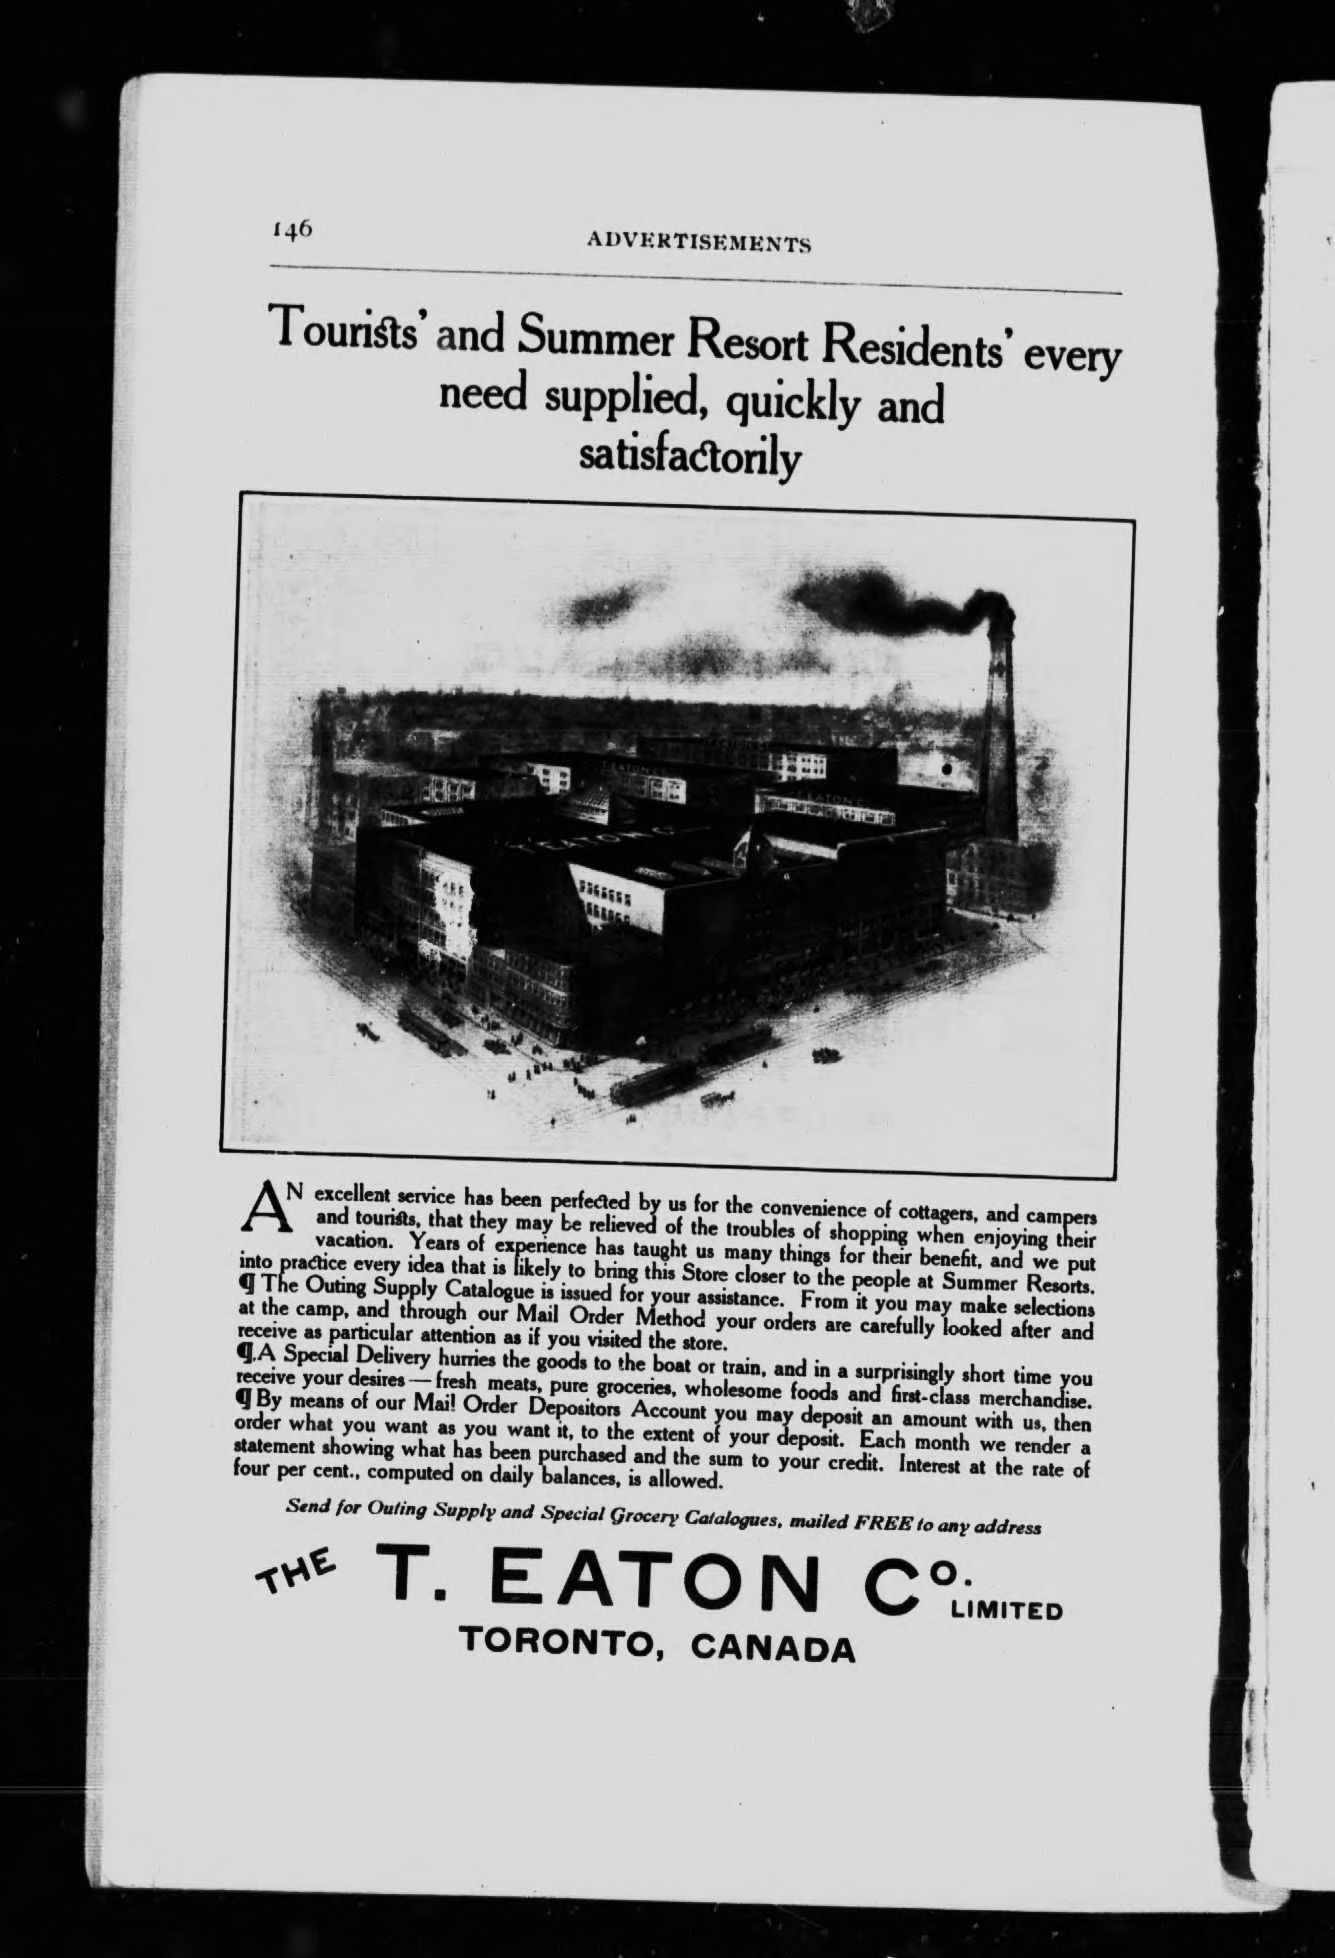 146
ADVERTISEMENTS
Tourists' and Summer Resort Residents' every
need supplied, quickly and
satisfactorily
T. EATON Co
T. EATON Co
T. EATON Co
AN excellent service has been perfected by us for the convenience of cottagers, and campers
and tourists, that they may be relieved of the troubles of shopping when enjoying their
vacation. Years of experience has taught us many things for their benefit, and we put
into practice every idea that is likely to bring this Store closer to the people at Summer Resorts.
¶ The Outing Supply Catalogue is issued for your assistance. From it you may make selections
at the camp, and through our Mail Order Method your orders are carefully looked after and
receive as particular attention as if you visited the store.
¶ A Special Delivery hurries the goods to the boat or train, and in a surprisingly short time you
receive your desires — fresh meats, pure groceries, wholesome foods and first-class merchandise.
¶ By means of our Mail Order Depositors Account you may deposit an amount with us, then
order what you want as you want it, to the extent of your deposit. Each month we render a
statement showing what has been purchased and the sum to your credit. Interest at the rate of
four per cent., computed on daily balances, is allowed.
Send for Outing Supply and Special Grocery Catalogues, mailed FREE to any address
THE T. EATON Co. LIMITED
TORONTO, CANADA